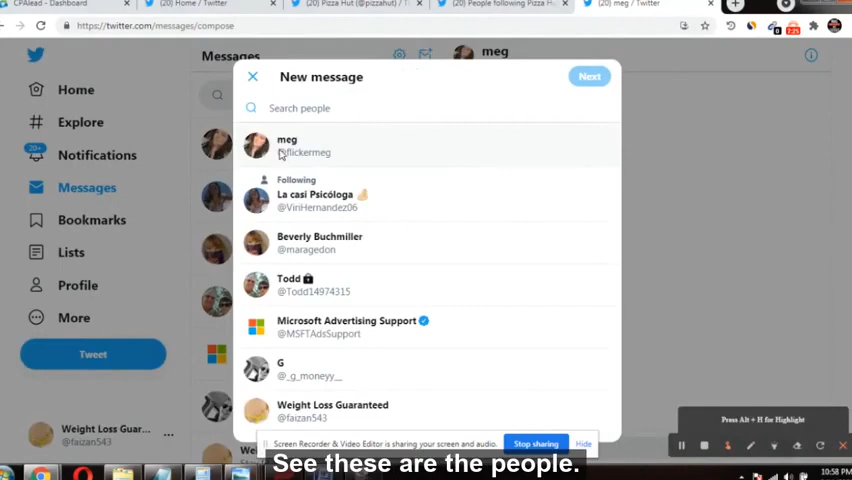 CPAlead - Dashboard
(20) Home / Twitter
(20) Pizza Hut (@pizzahut) / Tw
(20) People following Pizza H
(20) meg / Twitter
https://twitter.com/messages/compose
7:25
Messages
meg
Home
Explore
20+
Notifications
Messages
Lists
Bookmarks
Profile
More
Tweet
Weight Loss Guar...
@faizan543
New message
Next
Search people
meg
@flickermeg
Following
La casi Psicóloga
@VinHernandez06
Beverly Buchmiller
@maragedon
Todd
@Todd14974315
Microsoft Advertising Support
@MSFTAdsSupport
G
@_g_moneyy__
Weight Loss Guaranteed
@faizan543
Screen Recorder & Video Editor is sharing your screen and audio.
Stop sharing
Hide
Press Alt + H for Highlight
See these are the people.
10:58 PM